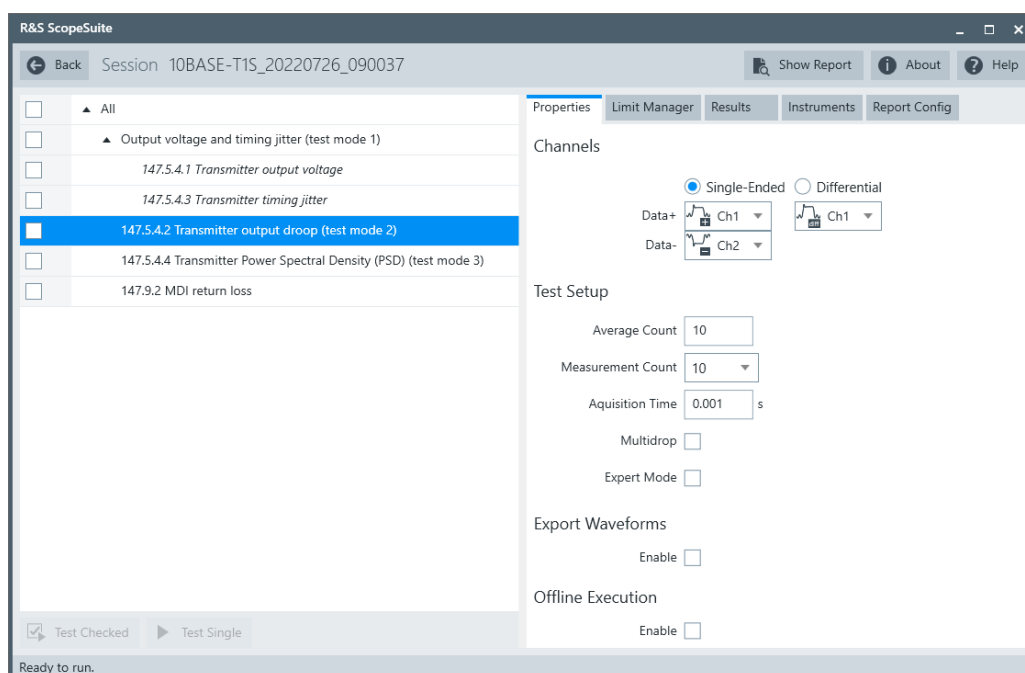 R&S ScopeSuite
Back Session 10BASE-T1S_20220726_090037 Show Report About Help
All
Output voltage and timing jitter (test mode 1)
147.5.4.1 Transmitter output voltage
147.5.4.3 Transmitter timing jitter
147.5.4.2 Transmitter output droop (test mode 2)
147.5.4.4 Transmitter Power Spectral Density (PSD) (test mode 3)
147.9.2 MDI return loss
Test Checked Test Single
Properties Limit Manager Results Instruments Report Config
Channels
Single-Ended Differential
Data+ Ch1 diff Ch1
Data- Ch2
Test Setup
Average Count 10
Measurement Count 10
Aquisition Time 0.001 s
Multidrop
Expert Mode
Export Waveforms
Enable
Offline Execution
Enable
Ready to run.